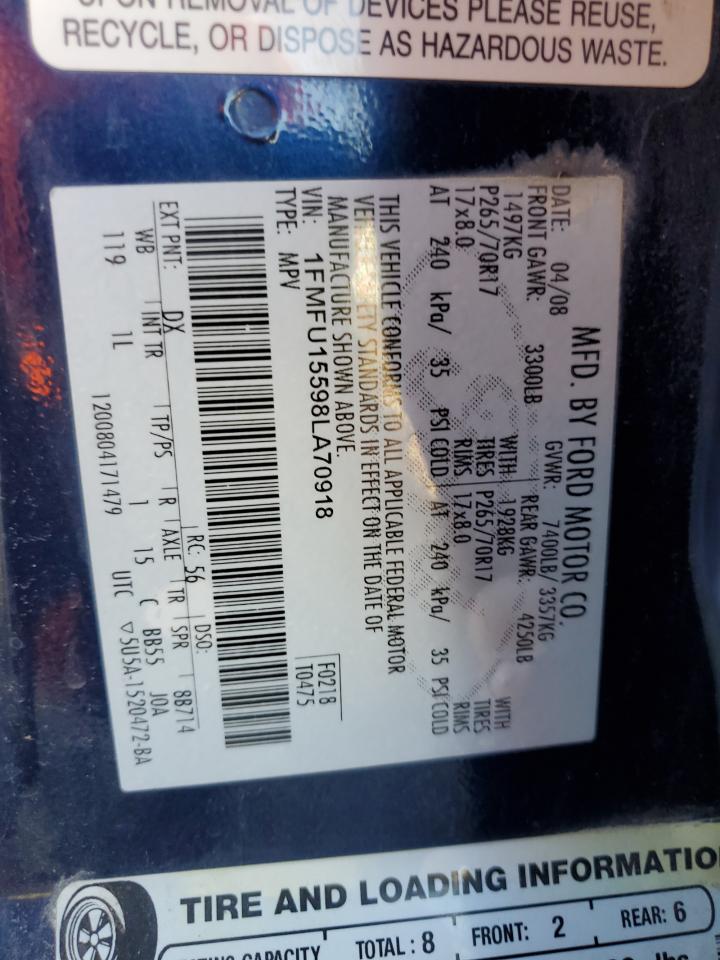 UPON REMOVAL OF DEVICES PLEASE REUSE,
RECYCLE, OR DISPOSE AS HAZARDOUS WASTE.
MFD. BY FORD MOTOR CO.
DATE: 04/08 GVWR: 7400LB/ 3357KG
FRONT GAWR: 3300LB REAR GAWR: 4250LB
1497KG WITH 1928KG WITH
P265/70R17 TIRES P265/70R17 TIRES
17x8.0 RIMS 17x8.0 RIMS
AT 240 kPa/ 35 PSI COLD AT 240 kPa/ 35 PSI COLD
THIS VEHICLE CONFORMS TO ALL APPLICABLE FEDERAL MOTOR
VEHICLE SAFETY STANDARDS IN EFFECT ON THE DATE OF
MANUFACTURE SHOWN ABOVE.
VIN: 1FMFU15598LA70918 F0218
TYPE: MPV T0475
EXT PNT: DX RC: 56 DSO:
WB INT TR TP/PS R AXLE TR SPR 8B714
119 1L 1 15 C BB55 JOA
1200804171479 UTC ▽5U5A-1520472-BA
TIRE AND LOADING INFORMATIO
CAPACITY TOTAL : 8 FRONT: 2 REAR: 6
lbs